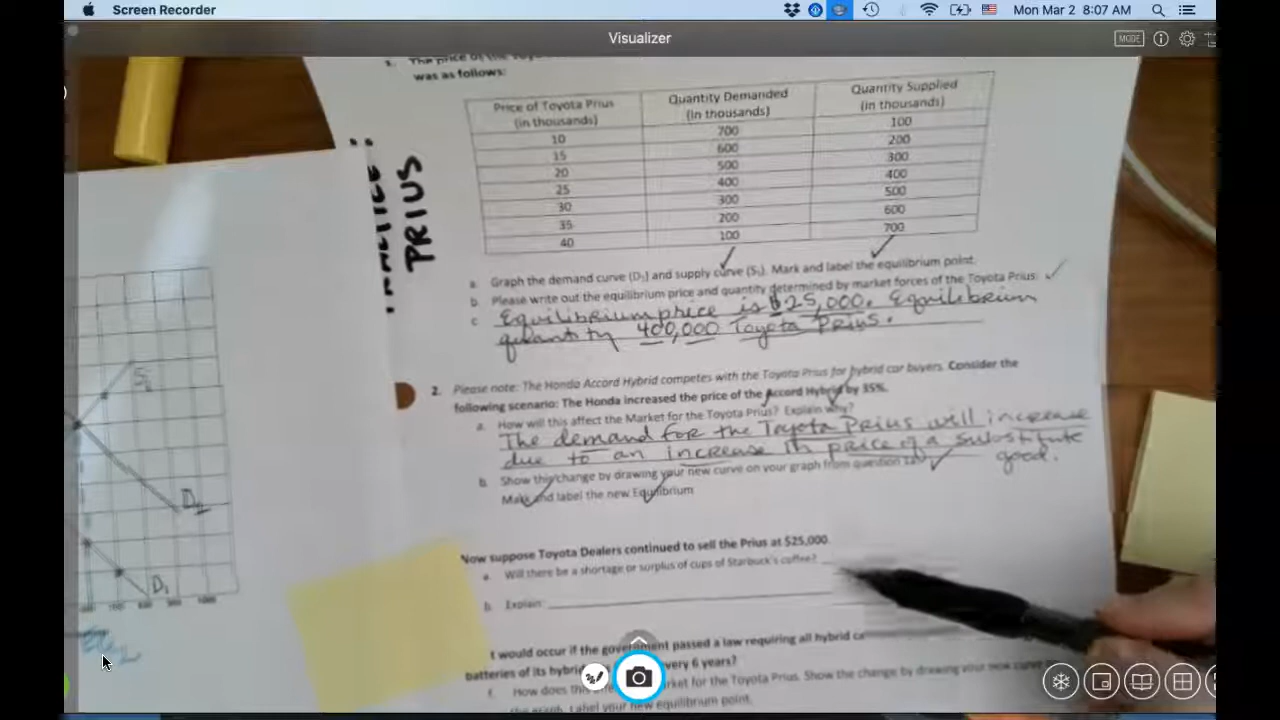 Screen Recorder
Mon Mar 2 8:07 AM
Visualizer
MODE
was as follows:
Price of Toyota Prius (in thousands) Quantity Demanded (in thousands) Quantity Supplied (in thousands)
10 700 100
15 600 200
20 500 300
25 400 400
30 300 500
35 200 600
40 100 700
PRIUS
a. Graph the demand curve (D₁) and supply curve (S₁). Mark and label the equilibrium point.
b. Please write out the equilibrium price and quantity determined by market forces of the Toyota Prius:
c. Equilibrium price is $25,000. Equilibrium
quantity 400,000 Toyota Prius.
2. Please note: The Honda Accord Hybrid competes with the Toyota Prius for hybrid car buyers. Consider the
following scenario: The Honda increased the price of the Accord Hybrid by 35%.
a. How will this affect the Market for the Toyota Prius? Explain why?
The demand for the Toyota Prius will increase
due to an increase in price of a substitute
good.
b. Show this change by drawing your new curve on your graph from question
Mark and label the new Equilibrium
Now suppose Toyota Dealers continued to sell the Prius at $25,000.
a. Will there be a shortage or surplus of cups of Starbuck's coffee?
b. Explain:
t would occur if the government passed a law requiring all hybrid ca
batteries of its hybri very 6 years?
f. How does this rket for the Toyota Prius. Show the change by drawing your new curve
the graph. Label your new equilibrium point.
S₁
D₂
D₁